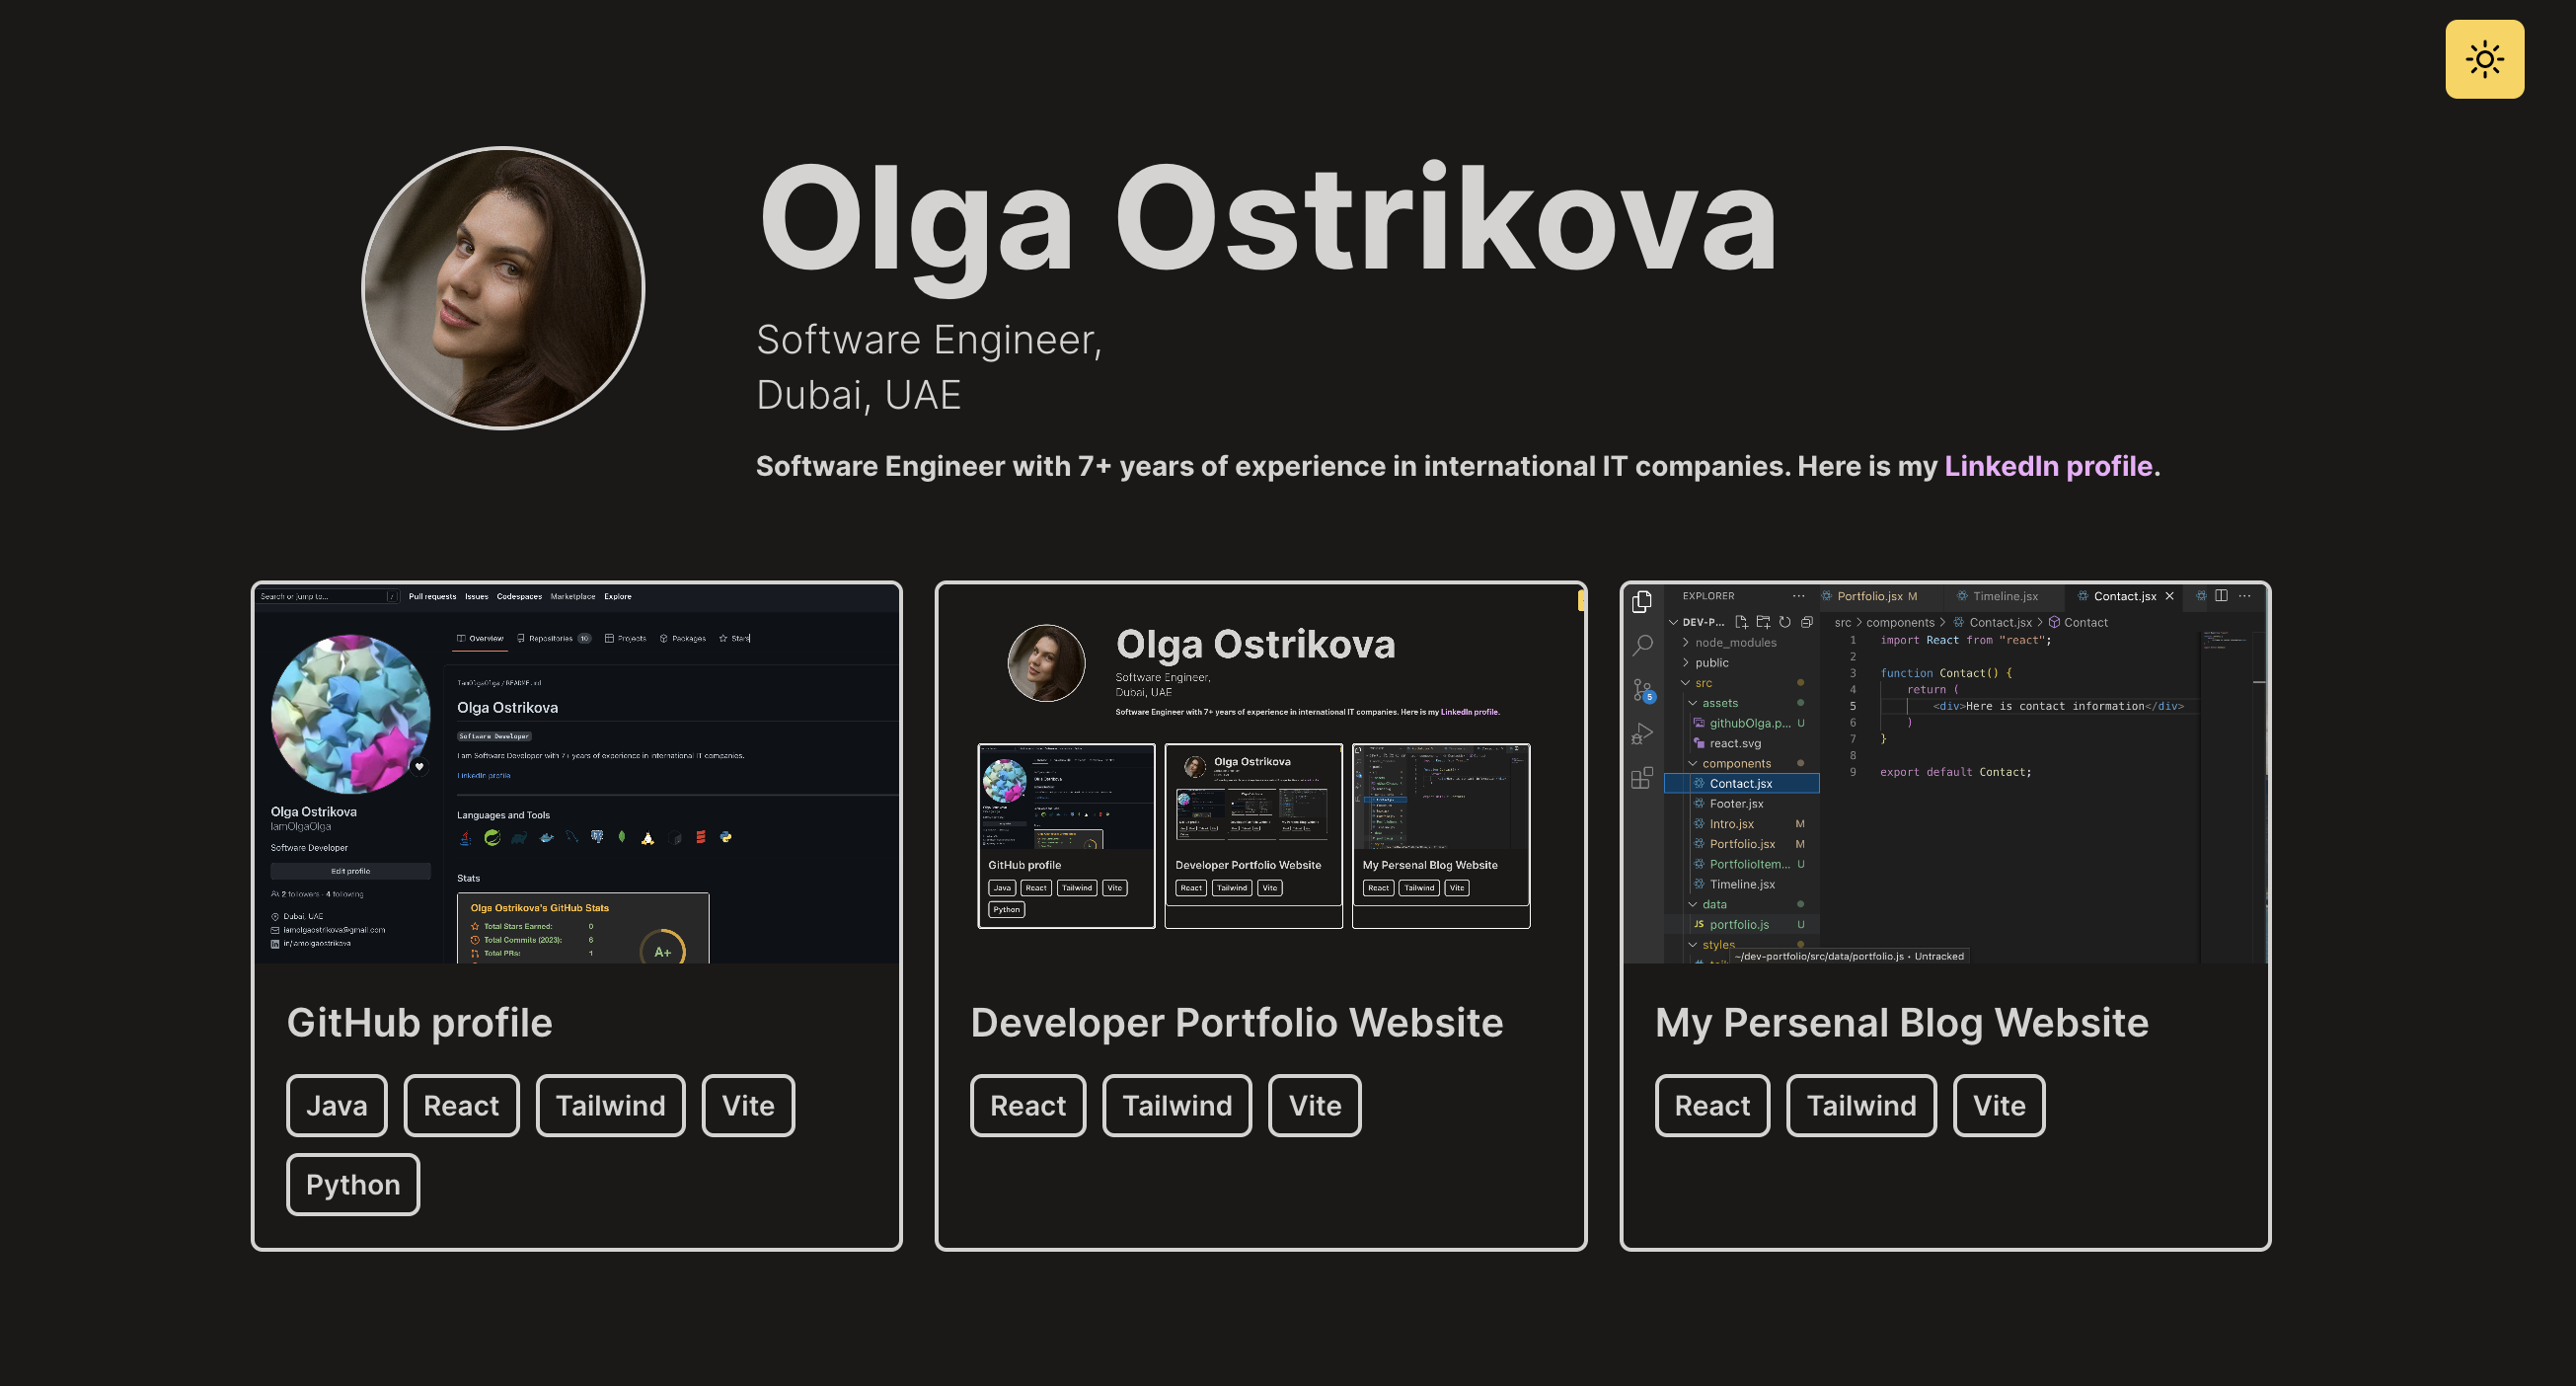 Olga Ostrikova
Software Engineer,
Dubai, UAE
Software Engineer with 7+ years of experience in international IT companies. Here is my LinkedIn profile.
Search or jump to... /
Pull requests Issues Codespaces Marketplace Explore
Overview Repositories 10 Projects Packages Stars
IamOlgaOlga / README.md
Olga Ostrikova
Software Developer
I am Software Developer with 7+ years of experience in international IT companies.
LinkedIn profile
Languages and Tools
Stats
Olga Ostrikova's GitHub Stats
Total Stars Earned: 0
Total Commits (2023): 6
Total PRs: 1
A+
Olga Ostrikova
IamOlgaOlga
Software Developer
Edit profile
2 followers · 4 following
Dubai, UAE
iamolgaostrikova@gmail.com
in/iamolgaostrikova
GitHub profile
Java React Tailwind Vite
Python
Olga Ostrikova
Software Engineer,
Dubai, UAE
Software Engineer with 7+ years of experience in international IT companies. Here is my LinkedIn profile.
Olga Ostrikova
GitHub profile
Java React Tailwind Vite
Python
Developer Portfolio Website
React Tailwind Vite
My Persenal Blog Website
React Tailwind Vite
Developer Portfolio Website
React Tailwind Vite
EXPLORER ...
DEV-P...
node_modules
public
src
assets
githubOlga.p... U
react.svg
components
Contact.jsx
Footer.jsx
Intro.jsx M
Portfolio.jsx M
PortfolioItem... U
Timeline.jsx
data
portfolio.js U
styles
~/dev-portfolio/src/data/portfolio.js • Untracked
5
Portfolio.jsx M Timeline.jsx Contact.jsx ...
src > components > Contact.jsx > Contact
1 import React from "react";
2
3 function Contact() {
4 return (
5 <div>Here is contact information</div>
6 )
7 }
8
9 export default Contact;
My Persenal Blog Website
React Tailwind Vite